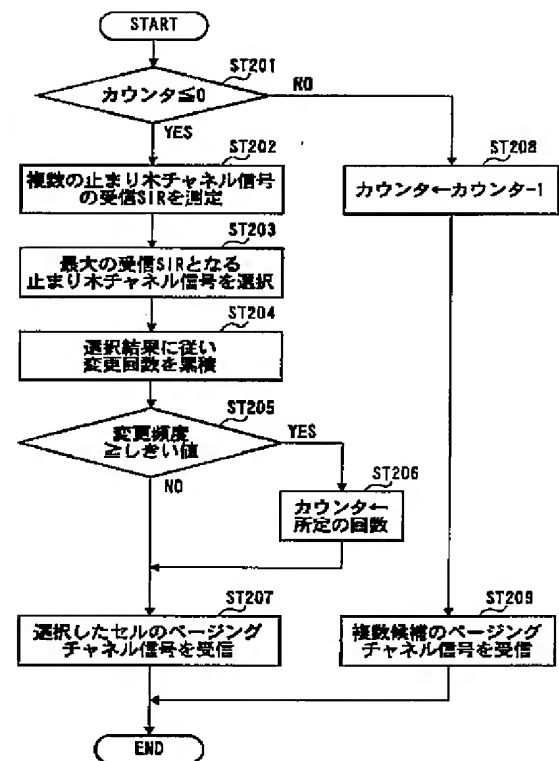 START
ST201
カウンタ≦0
NO
YES
ST202
複数の止まり木チャネル信号
の受信SIRを測定
ST208
カウンタ←カウンタ-1
ST203
最大の受信SIRとなる
止まり木チャネル信号を選択
ST204
選択結果に従い
変更回数を累積
ST205
変更頻度
≧しきい値
YES
NO
ST206
カウンタ←
所定の回数
ST207
選択したセルのページング
チャネル信号を受信
ST209
複数候補のページング
チャネル信号を受信
END